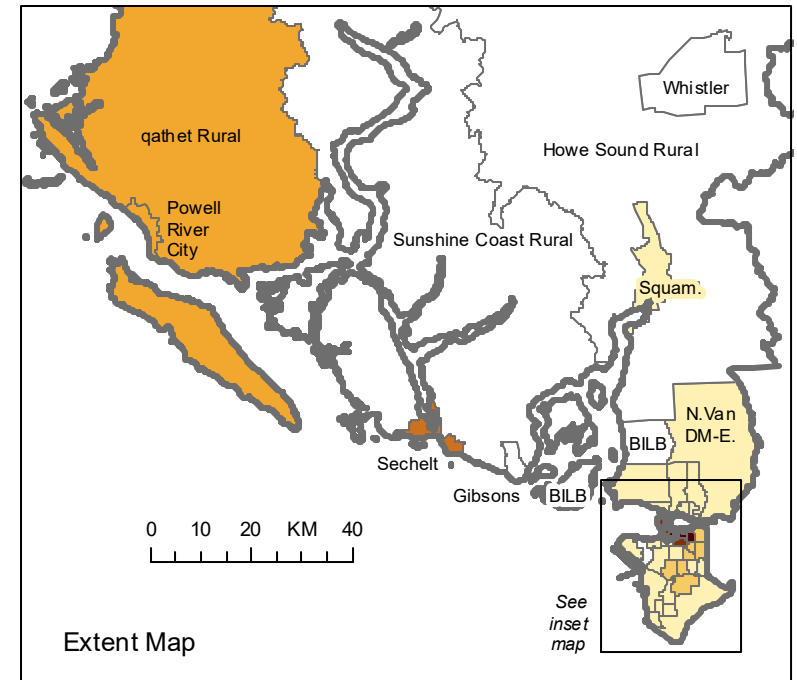 Whistler
qathet Rural
Howe Sound Rural
Powell
River
City
Sunshine Coast Rural
Squam.
N.Van
DM-E.
BILB
Sechelt
Gibsons
BILB
0 10 20 KM 40
See
inset
map
Extent Map